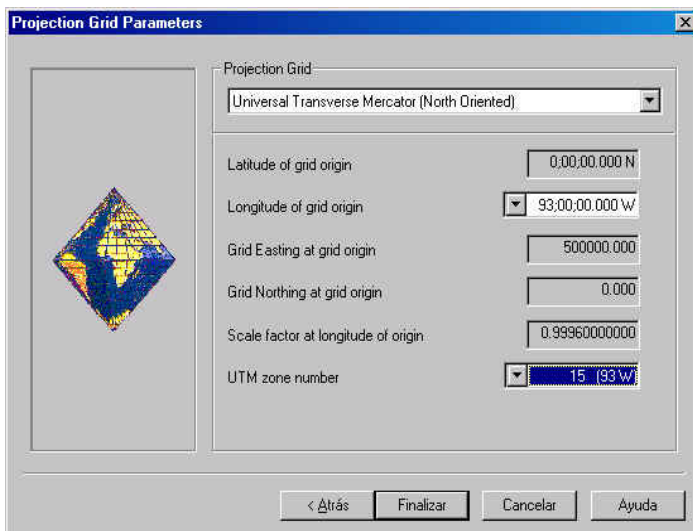 Projection Grid Parameters
Projection Grid
Universal Transverse Mercator (North Oriented)
Latitude of grid origin 0;00;00.000 N
Longitude of grid origin 93;00;00.000 W
Grid Easting at grid origin 500000.000
Grid Northing at grid origin 0.000
Scale factor at longitude of origin 0.99960000000
UTM zone number 15 (93 W)
< Atrás Finalizar Cancelar Ayuda